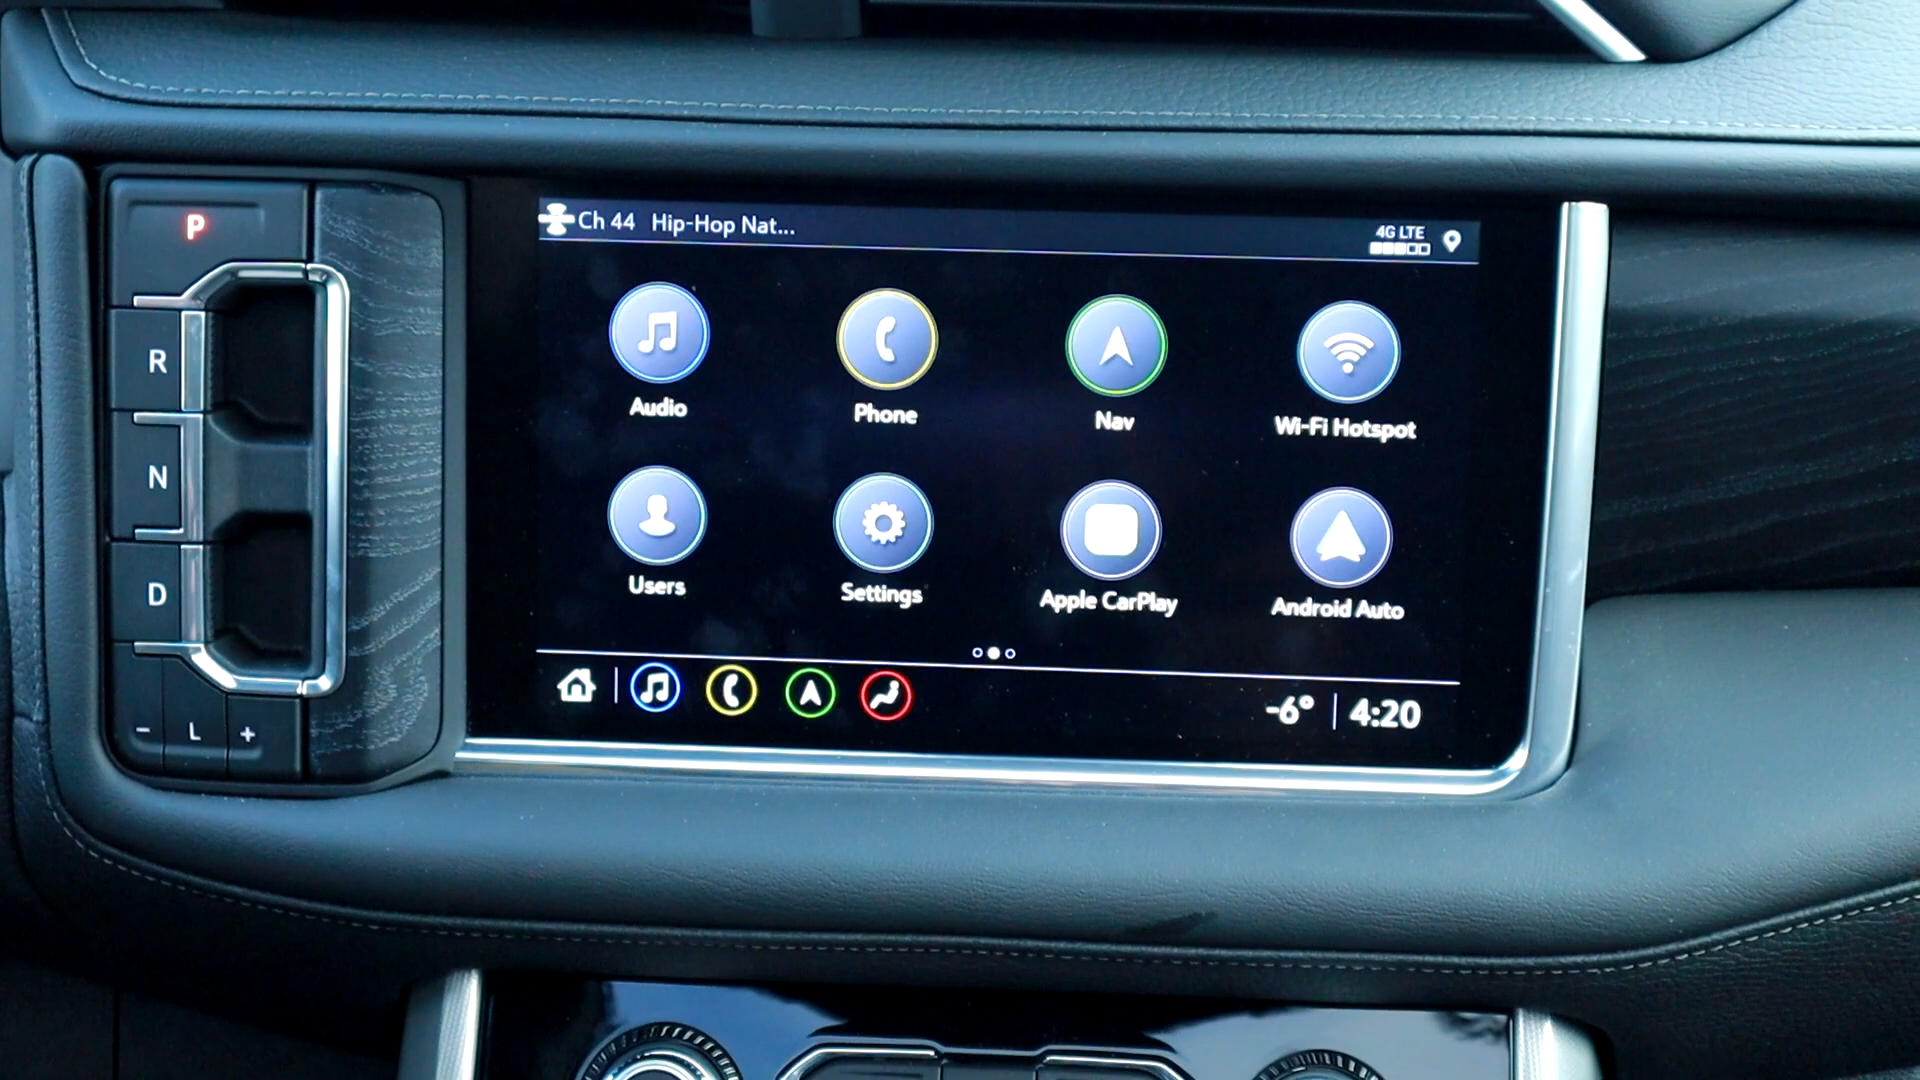 Ch 44 Hip-Hop Nat...
4G LTE
P
R
N
D
- L +
Audio Phone Nav Wi-Fi Hotspot
Users Settings Apple CarPlay Android Auto
-6° 4:20